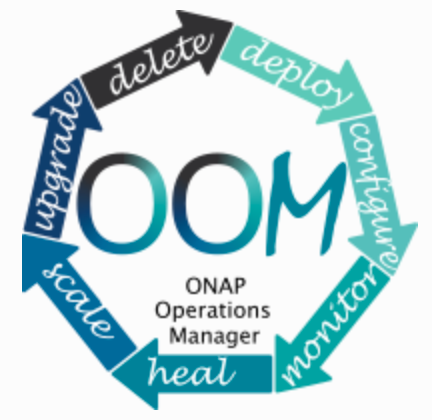 delete
deploy
configure
monitor
heal
scale
upgrade
OOM
ONAP
Operations
Manager